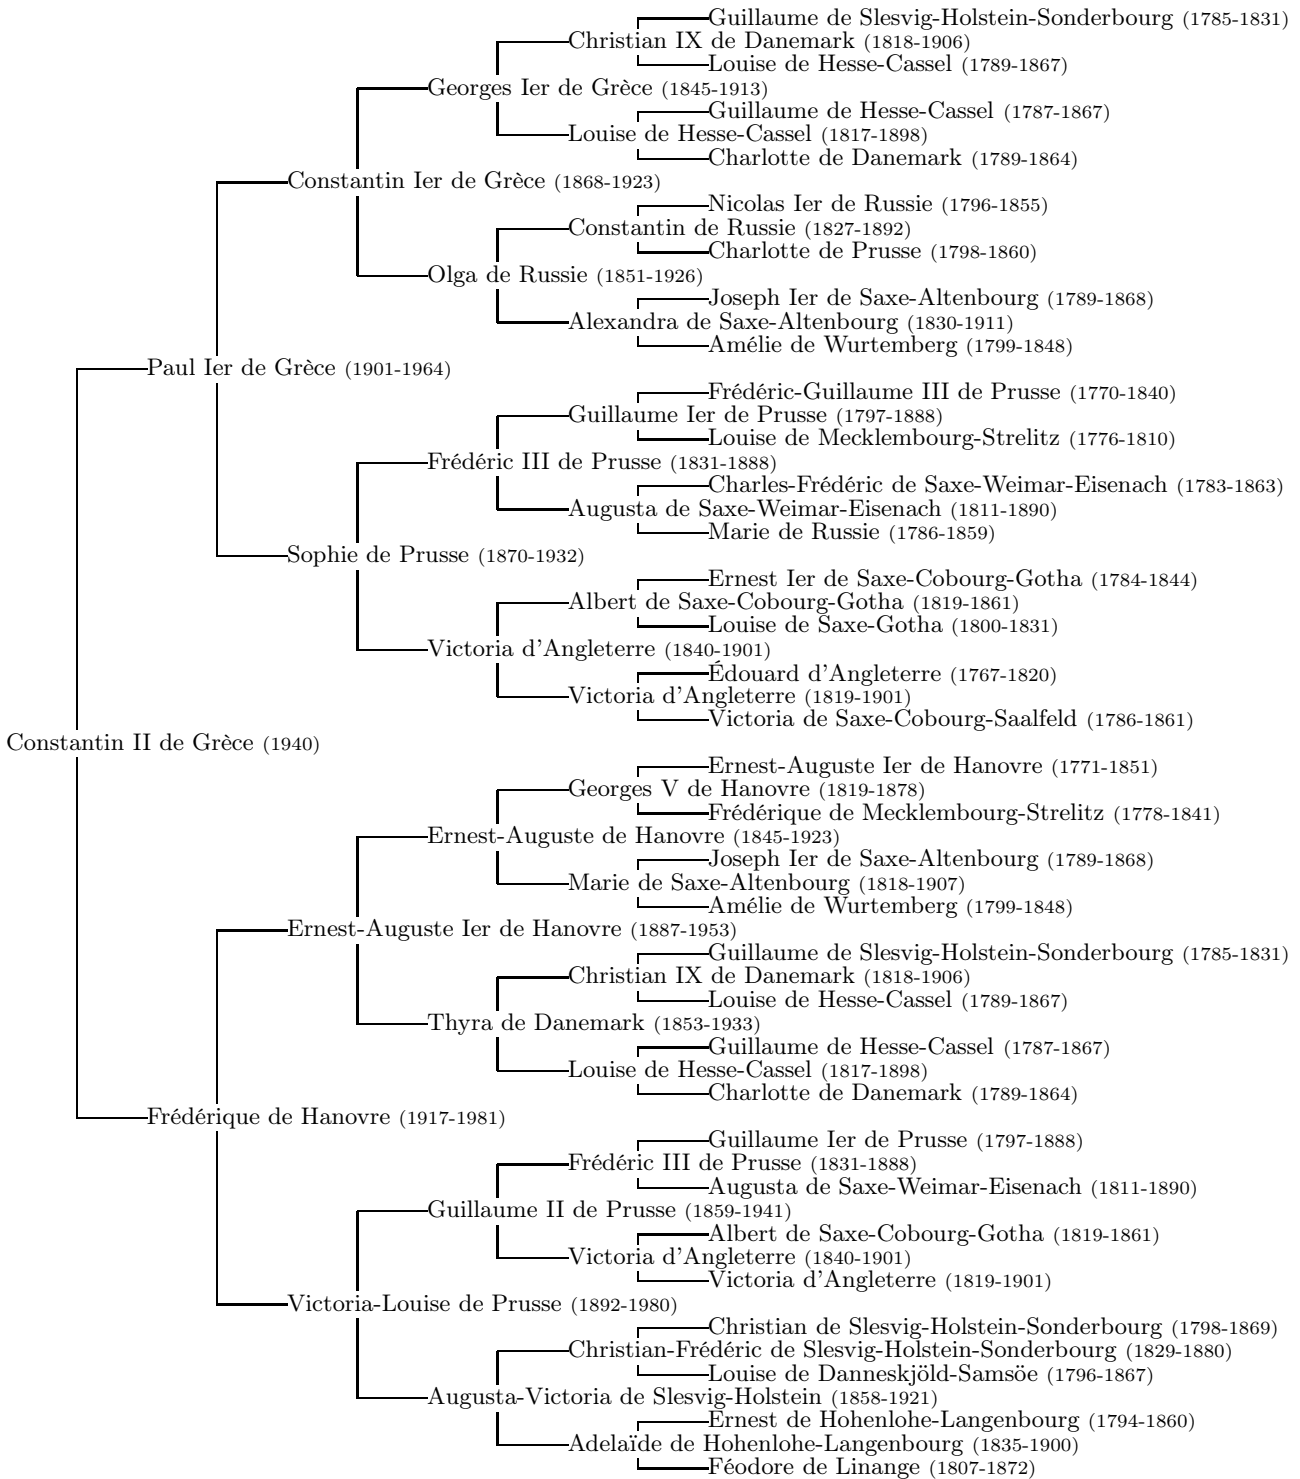 Guillaume de Slesvig-Holstein-Sonderbourg (1785-1831)
Christian IX de Danemark (1818-1906)
Louise de Hesse-Cassel (1789-1867)
Georges Ier de Grèce (1845-1913)
Guillaume de Hesse-Cassel (1787-1867)
Louise de Hesse-Cassel (1817-1898)
Charlotte de Danemark (1789-1864)
Constantin Ier de Grèce (1868-1923)
Nicolas Ier de Russie (1796-1855)
Constantin de Russie (1827-1892)
Charlotte de Prusse (1798-1860)
Olga de Russie (1851-1926)
Joseph Ier de Saxe-Altenbourg (1789-1868)
Alexandra de Saxe-Altenbourg (1830-1911)
Amélie de Wurtemberg (1799-1848)
Paul Ier de Grèce (1901-1964)
Frédéric-Guillaume III de Prusse (1770-1840)
Guillaume Ier de Prusse (1797-1888)
Louise de Mecklembourg-Strelitz (1776-1810)
Frédéric III de Prusse (1831-1888)
Charles-Frédéric de Saxe-Weimar-Eisenach (1783-1863)
Augusta de Saxe-Weimar-Eisenach (1811-1890)
Marie de Russie (1786-1859)
Sophie de Prusse (1870-1932)
Ernest Ier de Saxe-Cobourg-Gotha (1784-1844)
Albert de Saxe-Cobourg-Gotha (1819-1861)
Louise de Saxe-Gotha (1800-1831)
Victoria d'Angleterre (1840-1901)
Édouard d'Angleterre (1767-1820)
Victoria d'Angleterre (1819-1901)
Victoria de Saxe-Cobourg-Saalfeld (1786-1861)
Constantin II de Grèce (1940)
Ernest-Auguste Ier de Hanovre (1771-1851)
Georges V de Hanovre (1819-1878)
Frédérique de Mecklembourg-Strelitz (1778-1841)
Ernest-Auguste de Hanovre (1845-1923)
Joseph Ier de Saxe-Altenbourg (1789-1868)
Marie de Saxe-Altenbourg (1818-1907)
Amélie de Wurtemberg (1799-1848)
Ernest-Auguste Ier de Hanovre (1887-1953)
Guillaume de Slesvig-Holstein-Sonderbourg (1785-1831)
Christian IX de Danemark (1818-1906)
Louise de Hesse-Cassel (1789-1867)
Thyra de Danemark (1853-1933)
Guillaume de Hesse-Cassel (1787-1867)
Louise de Hesse-Cassel (1817-1898)
Charlotte de Danemark (1789-1864)
Frédérique de Hanovre (1917-1981)
Guillaume Ier de Prusse (1797-1888)
Frédéric III de Prusse (1831-1888)
Augusta de Saxe-Weimar-Eisenach (1811-1890)
Guillaume II de Prusse (1859-1941)
Albert de Saxe-Cobourg-Gotha (1819-1861)
Victoria d'Angleterre (1840-1901)
Victoria d'Angleterre (1819-1901)
Victoria-Louise de Prusse (1892-1980)
Christian de Slesvig-Holstein-Sonderbourg (1798-1869)
Christian-Frédéric de Slesvig-Holstein-Sonderbourg (1829-1880)
Louise de Danneskjöld-Samsöe (1796-1867)
Augusta-Victoria de Slesvig-Holstein (1858-1921)
Ernest de Hohenlohe-Langenbourg (1794-1860)
Adelaïde de Hohenlohe-Langenbourg (1835-1900)
Féodore de Linange (1807-1872)